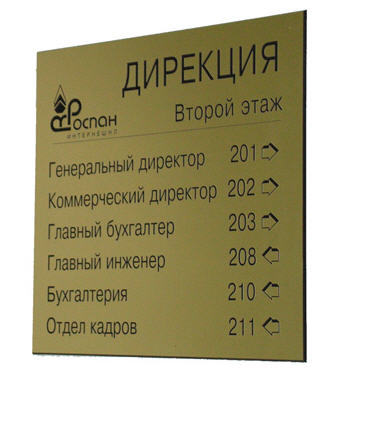 ДИРЕКЦИЯ
Роспан
ИНТЕРНЕШНЛ
Второй этаж
Генеральный директор 201
Коммерческий директор 202
Главный бухгалтер 203
Главный инженер 208
Бухгалтерия 210
Отдел кадров 211